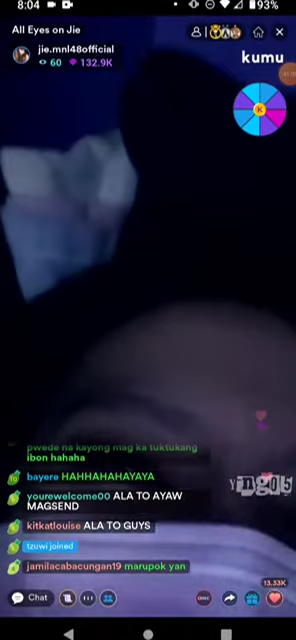 8:04
93%
All Eyes on Jie
jie.mnl48official
60 132.9K
kumu
pwede na kayong mag ka tuktukang
ibon hahaha
bayere HAHHAHAHAYAYA
yourewelcome00 ALA TO AYAW
MAGSEND
kitkatlouise ALA TO GUYS
tzuwi joined
jamilacabacungan19 marupok yan
13.33K
Chat